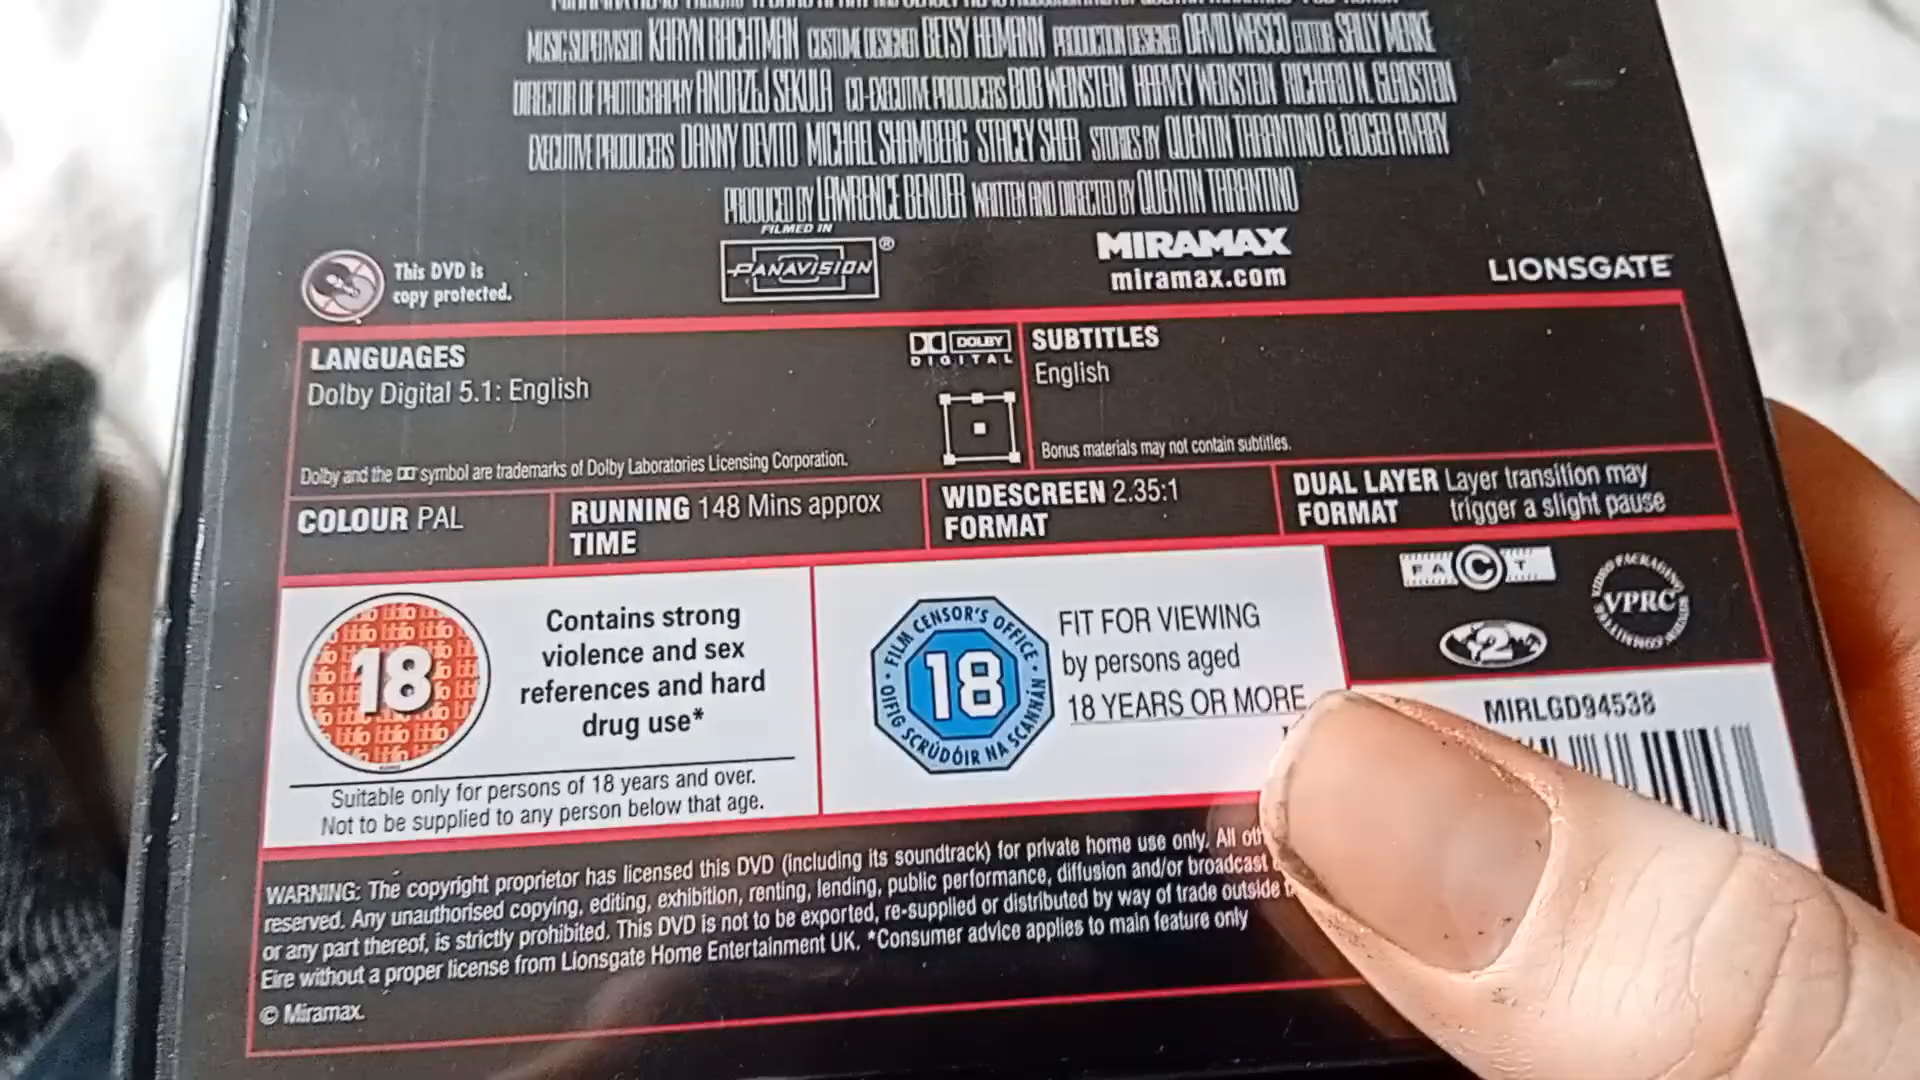 MUSIC SUPERVISOR KARYN RACHTMAN COSTUME DESIGNER BETSY HEIMANN PRODUCTION DESIGNER DAVID WASCO EDITOR SALLY MENKE
DIRECTOR OF PHOTOGRAPHY ANDRZEJ SEKULA CO-EXECUTIVE PRODUCERS BOB WEINSTEIN HARVEY WEINSTEIN RICHARD N. GLADSTEIN
EXECUTIVE PRODUCERS DANNY DEVITO MICHAEL SHAMBERG STACEY SHER STORIES BY QUENTIN TARANTINO & ROGER AVARY
PRODUCED BY LAWRENCE BENDER WRITTEN AND DIRECTED BY QUENTIN TARANTINO
This DVD is
copy protected.
FILMED IN
PANAVISION®
MIRAMAX
miramax.com
LIONSGATE
LANGUAGES
Dolby Digital 5.1: English
DOLBY
DIGITAL
Dolby and the symbol are trademarks of Dolby Laboratories Licensing Corporation.
SUBTITLES
English
Bonus materials may not contain subtitles.
COLOUR PAL
RUNNING 148 Mins approx
TIME
WIDESCREEN 2.35:1
FORMAT
DUAL LAYER Layer transition may
FORMAT trigger a slight pause
18
Contains strong
violence and sex
references and hard
drug use*
Suitable only for persons of 18 years and over.
Not to be supplied to any person below that age.
FILM CENSOR'S OFFICE
18
OIFIG SCRÚDÓIR NA SCANNÁN
FIT FOR VIEWING
by persons aged
18 YEARS OR MORE
FACT
VIDEO PACKAGING
VPRC
REVIEW COMMITTEE
2
MIRLGD94538
WARNING: The copyright proprietor has licensed this DVD (including its soundtrack) for private home use only. All
reserved. Any unauthorised copying, editing, exhibition, renting, lending, public performance, diffusion and/or broadcast
or any part thereof, is strictly prohibited. This DVD is not to be exported, re-supplied or distributed by way of trade outside
Eire without a proper license from Lionsgate Home Entertainment UK. *Consumer advice applies to main feature only
© Miramax.